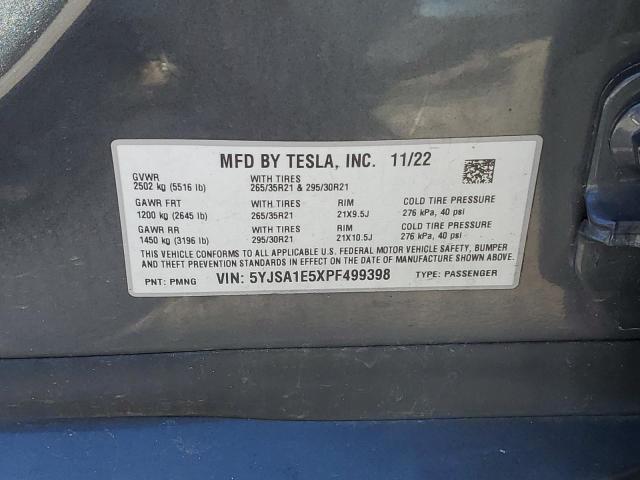 MFD BY TESLA, INC. 11/22
GVWR WITH TIRES
2502 kg (5516 lb) 265/35R21 & 295/30R21
GAWR FRT WITH TIRES RIM COLD TIRE PRESSURE
1200 kg (2645 lb) 265/35R21 21X9.5J 276 kPa, 40 psi
GAWR RR WITH TIRES RIM COLD TIRE PRESSURE
1450 kg (3196 lb) 295/30R21 21X10.5J 276 kPa, 40 psi
THIS VEHICLE CONFORMS TO ALL APPLICABLE U.S. FEDERAL MOTOR VEHICLE SAFETY, BUMPER
AND THEFT PREVENTION STANDARDS IN EFFECT ON THE DATE OF MANUFACTURE SHOWN ABOVE.
PNT: PMNG VIN: 5YJSA1E5XPF499398 TYPE: PASSENGER